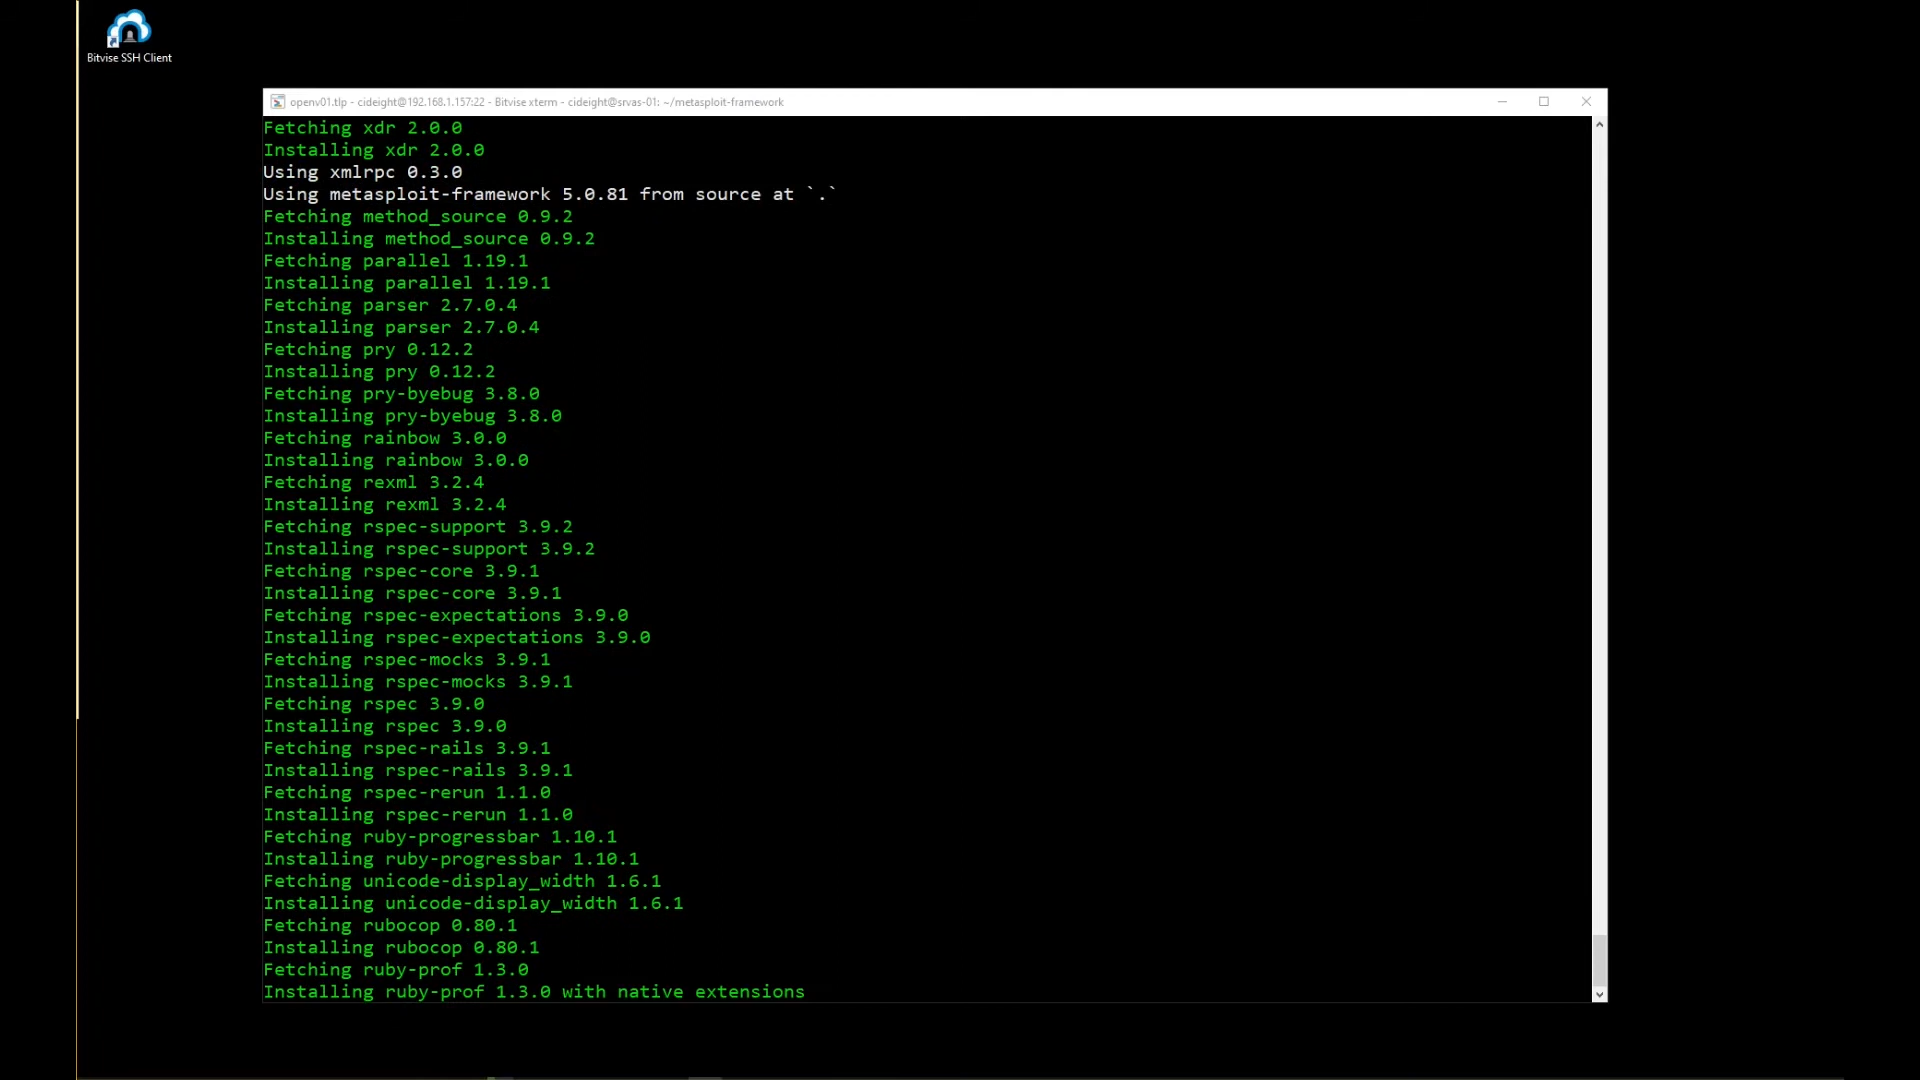 Bitvise SSH Client
openv01.tlp - cideight@192.168.1.157:22 - Bitvise xterm - cideight@srvas-01: ~/metasploit-framework
Fetching xdr 2.0.0
Installing xdr 2.0.0
Using xmlrpc 0.3.0
Using metasploit-framework 5.0.81 from source at `.`
Fetching method_source 0.9.2
Installing method_source 0.9.2
Fetching parallel 1.19.1
Installing parallel 1.19.1
Fetching parser 2.7.0.4
Installing parser 2.7.0.4
Fetching pry 0.12.2
Installing pry 0.12.2
Fetching pry-byebug 3.8.0
Installing pry-byebug 3.8.0
Fetching rainbow 3.0.0
Installing rainbow 3.0.0
Fetching rexml 3.2.4
Installing rexml 3.2.4
Fetching rspec-support 3.9.2
Installing rspec-support 3.9.2
Fetching rspec-core 3.9.1
Installing rspec-core 3.9.1
Fetching rspec-expectations 3.9.0
Installing rspec-expectations 3.9.0
Fetching rspec-mocks 3.9.1
Installing rspec-mocks 3.9.1
Fetching rspec 3.9.0
Installing rspec 3.9.0
Fetching rspec-rails 3.9.1
Installing rspec-rails 3.9.1
Fetching rspec-rerun 1.1.0
Installing rspec-rerun 1.1.0
Fetching ruby-progressbar 1.10.1
Installing ruby-progressbar 1.10.1
Fetching unicode-display_width 1.6.1
Installing unicode-display_width 1.6.1
Fetching rubocop 0.80.1
Installing rubocop 0.80.1
Fetching ruby-prof 1.3.0
Installing ruby-prof 1.3.0 with native extensions